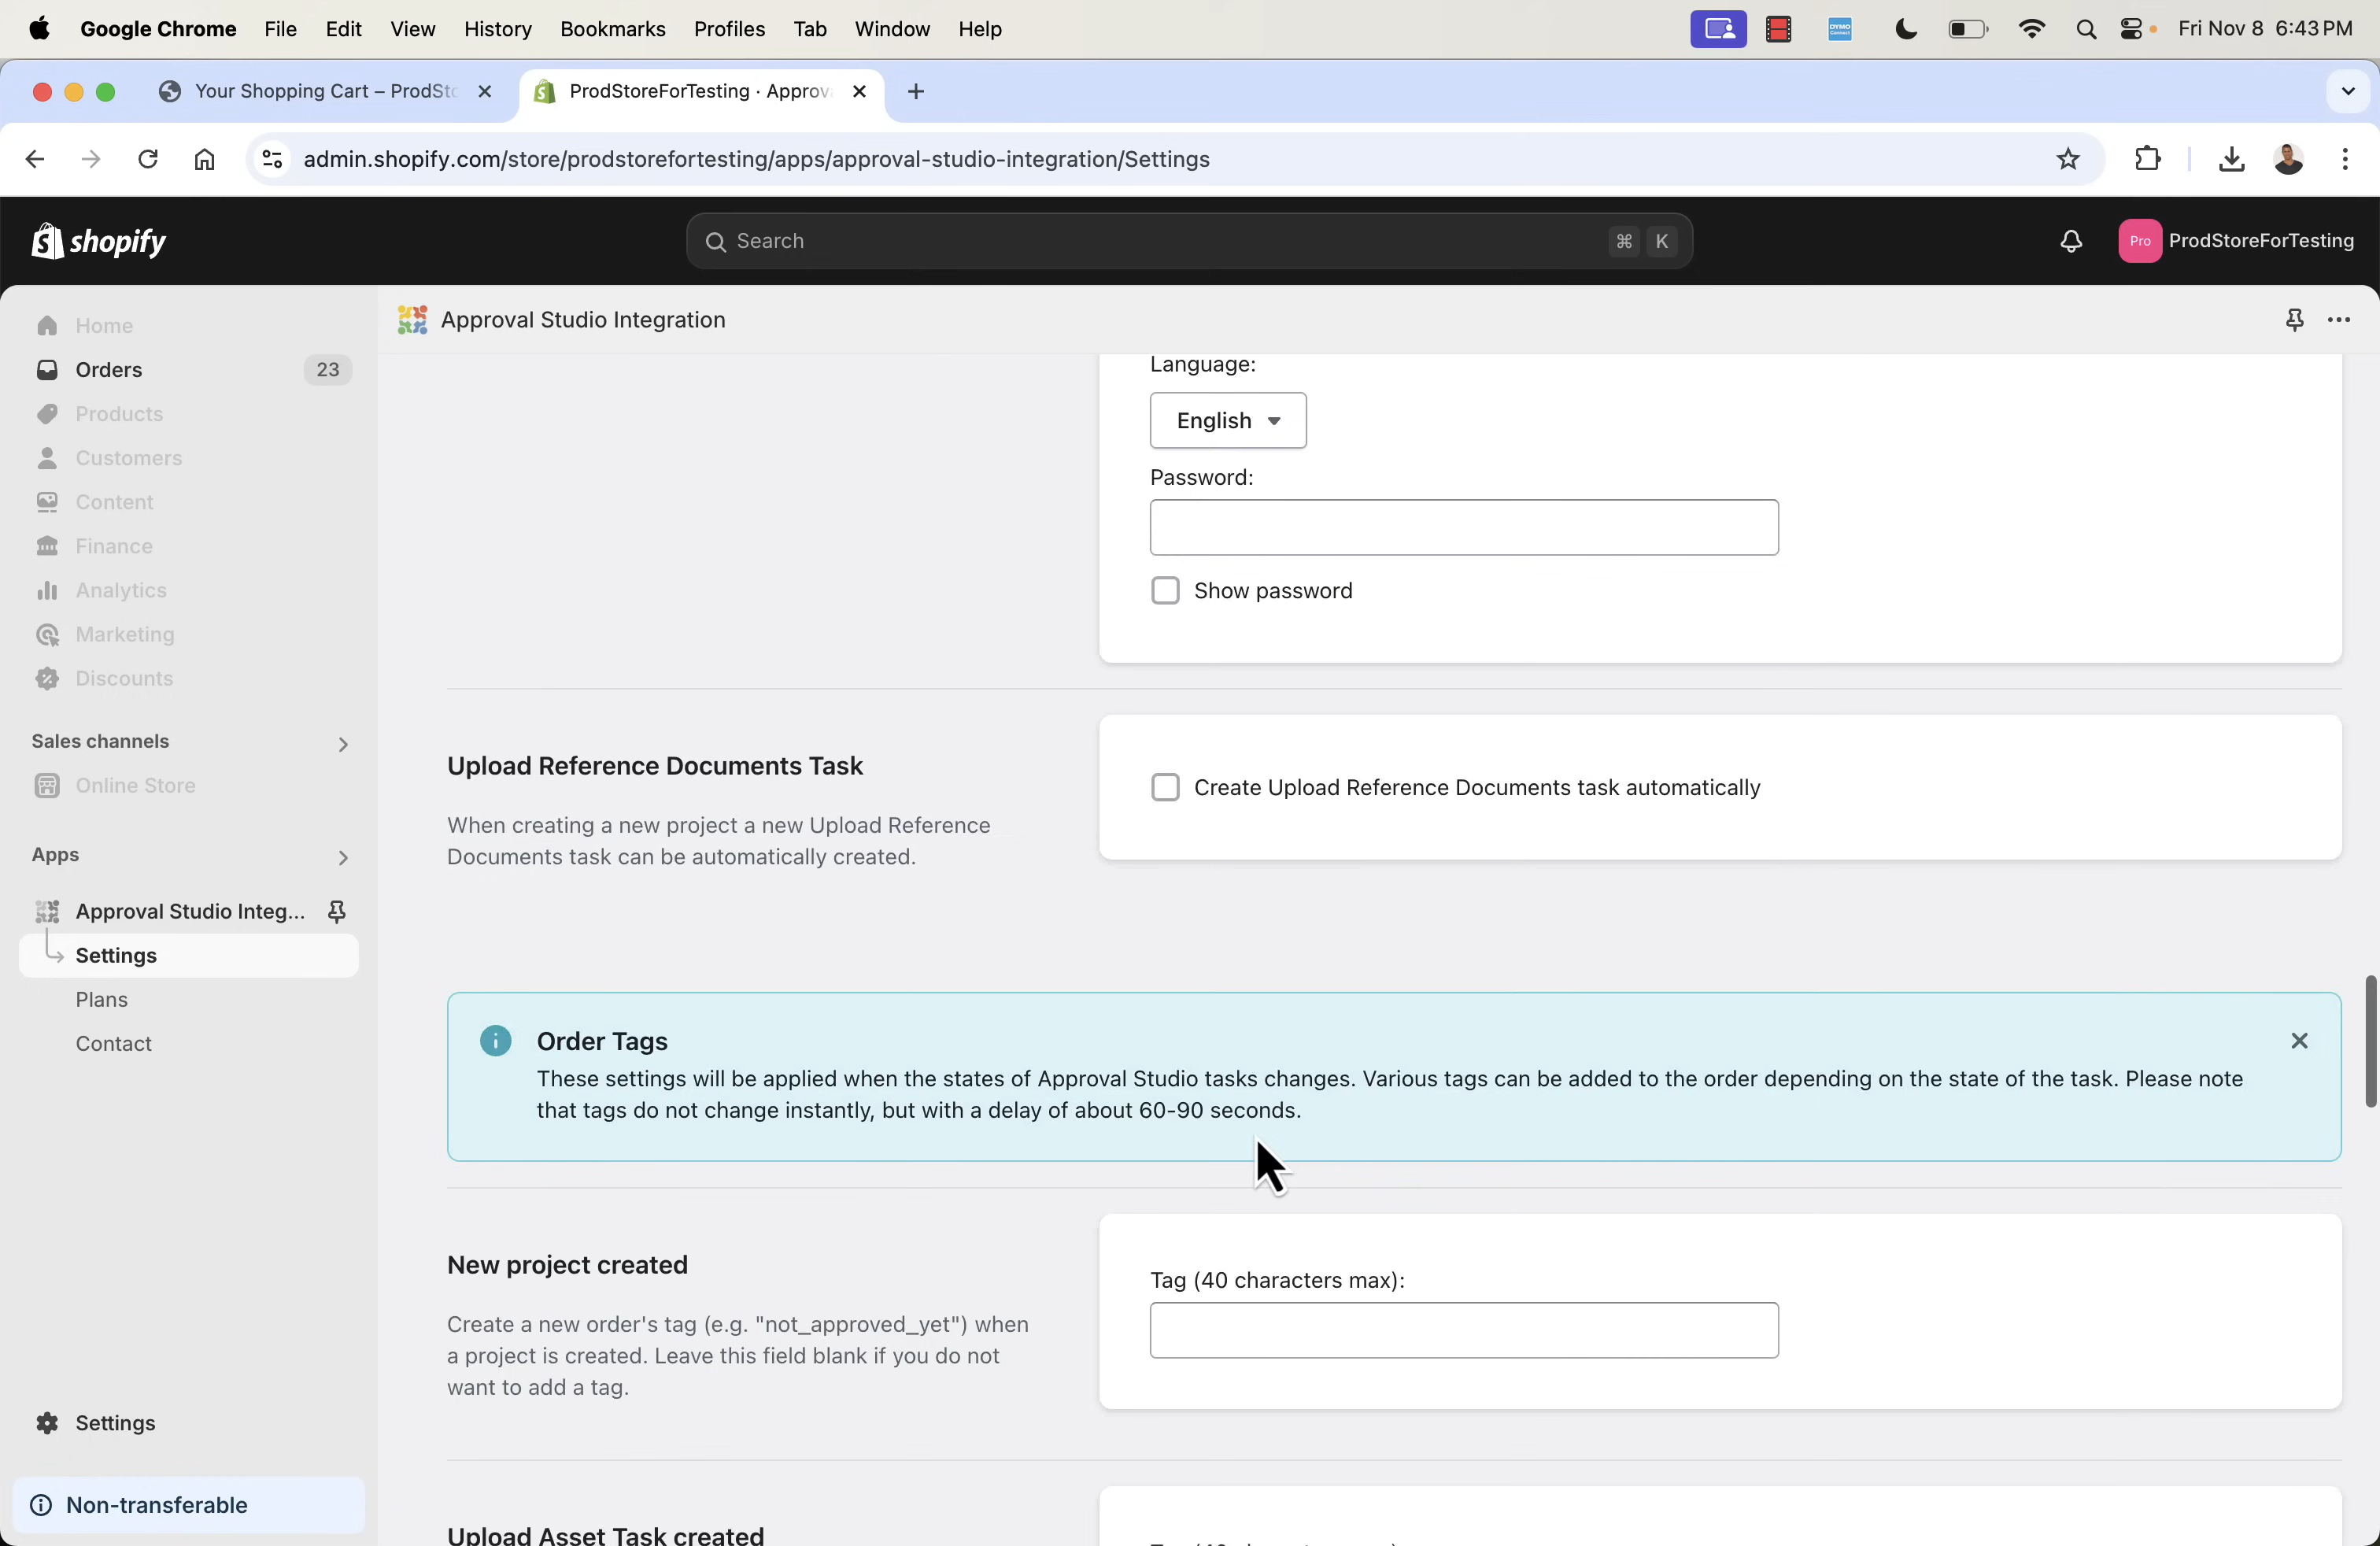 Google Chrome File Edit View History Bookmarks Profiles Tab Window Help
DYMO
Connect
Fri Nov 8 6:43 PM
Your Shopping Cart – ProdSto
ProdStoreForTesting · Approv
admin.shopify.com/store/prodstorefortesting/apps/approval-studio-integration/Settings
shopify
Search
⌘ K
Pro
ProdStoreForTesting
Home
Orders
23
Products
Customers
Content
Finance
Analytics
Marketing
Discounts
Sales channels
Online Store
Apps
Approval Studio Integ...
Settings
Plans
Contact
Settings
Non-transferable
Approval Studio Integration
Language:
English
Password:
Show password
Upload Reference Documents Task
When creating a new project a new Upload Reference
Documents task can be automatically created.
Create Upload Reference Documents task automatically
Order Tags
These settings will be applied when the states of Approval Studio tasks changes. Various tags can be added to the order depending on the state of the task. Please note
that tags do not change instantly, but with a delay of about 60-90 seconds.
New project created
Create a new order's tag (e.g. "not_approved_yet") when
a project is created. Leave this field blank if you do not
want to add a tag.
Tag (40 characters max):
Upload Asset Task created